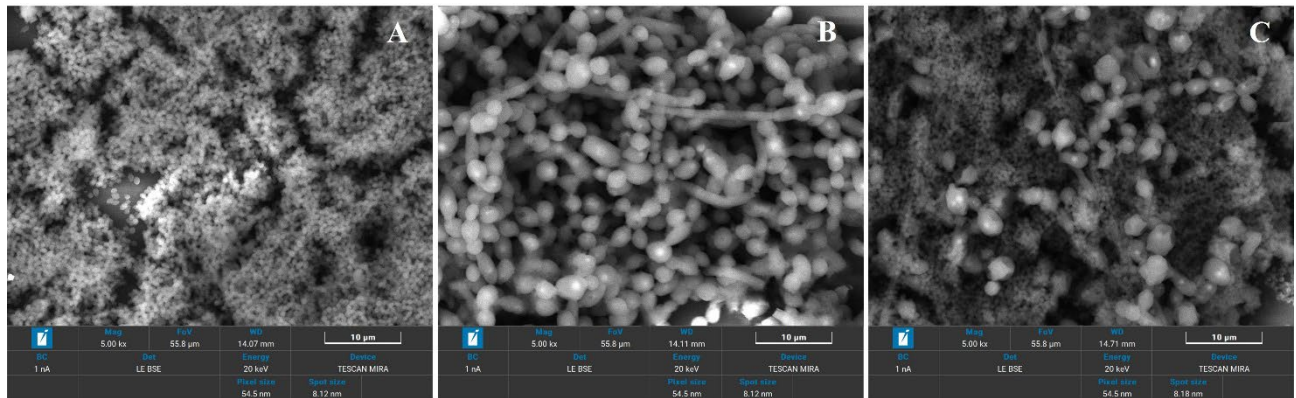 A
Mag FoV WD
5.00 kx 55.8 µm 14.07 mm 10 µm
BC Det Energy Device
1 nA LE BSE 20 keV TESCAN MIRA
Pixel size Spot size
54.5 nm 8.12 nm
B
Mag FoV WD
5.00 kx 55.8 µm 14.11 mm 10 µm
BC Det Energy Device
1 nA LE BSE 20 keV TESCAN MIRA
Pixel size Spot size
54.5 nm 8.12 nm
C
Mag FoV WD
5.00 kx 55.8 µm 14.71 mm 10 µm
BC Det Energy Device
1 nA LE BSE 20 keV TESCAN MIRA
Pixel size Spot size
54.5 nm 8.18 nm